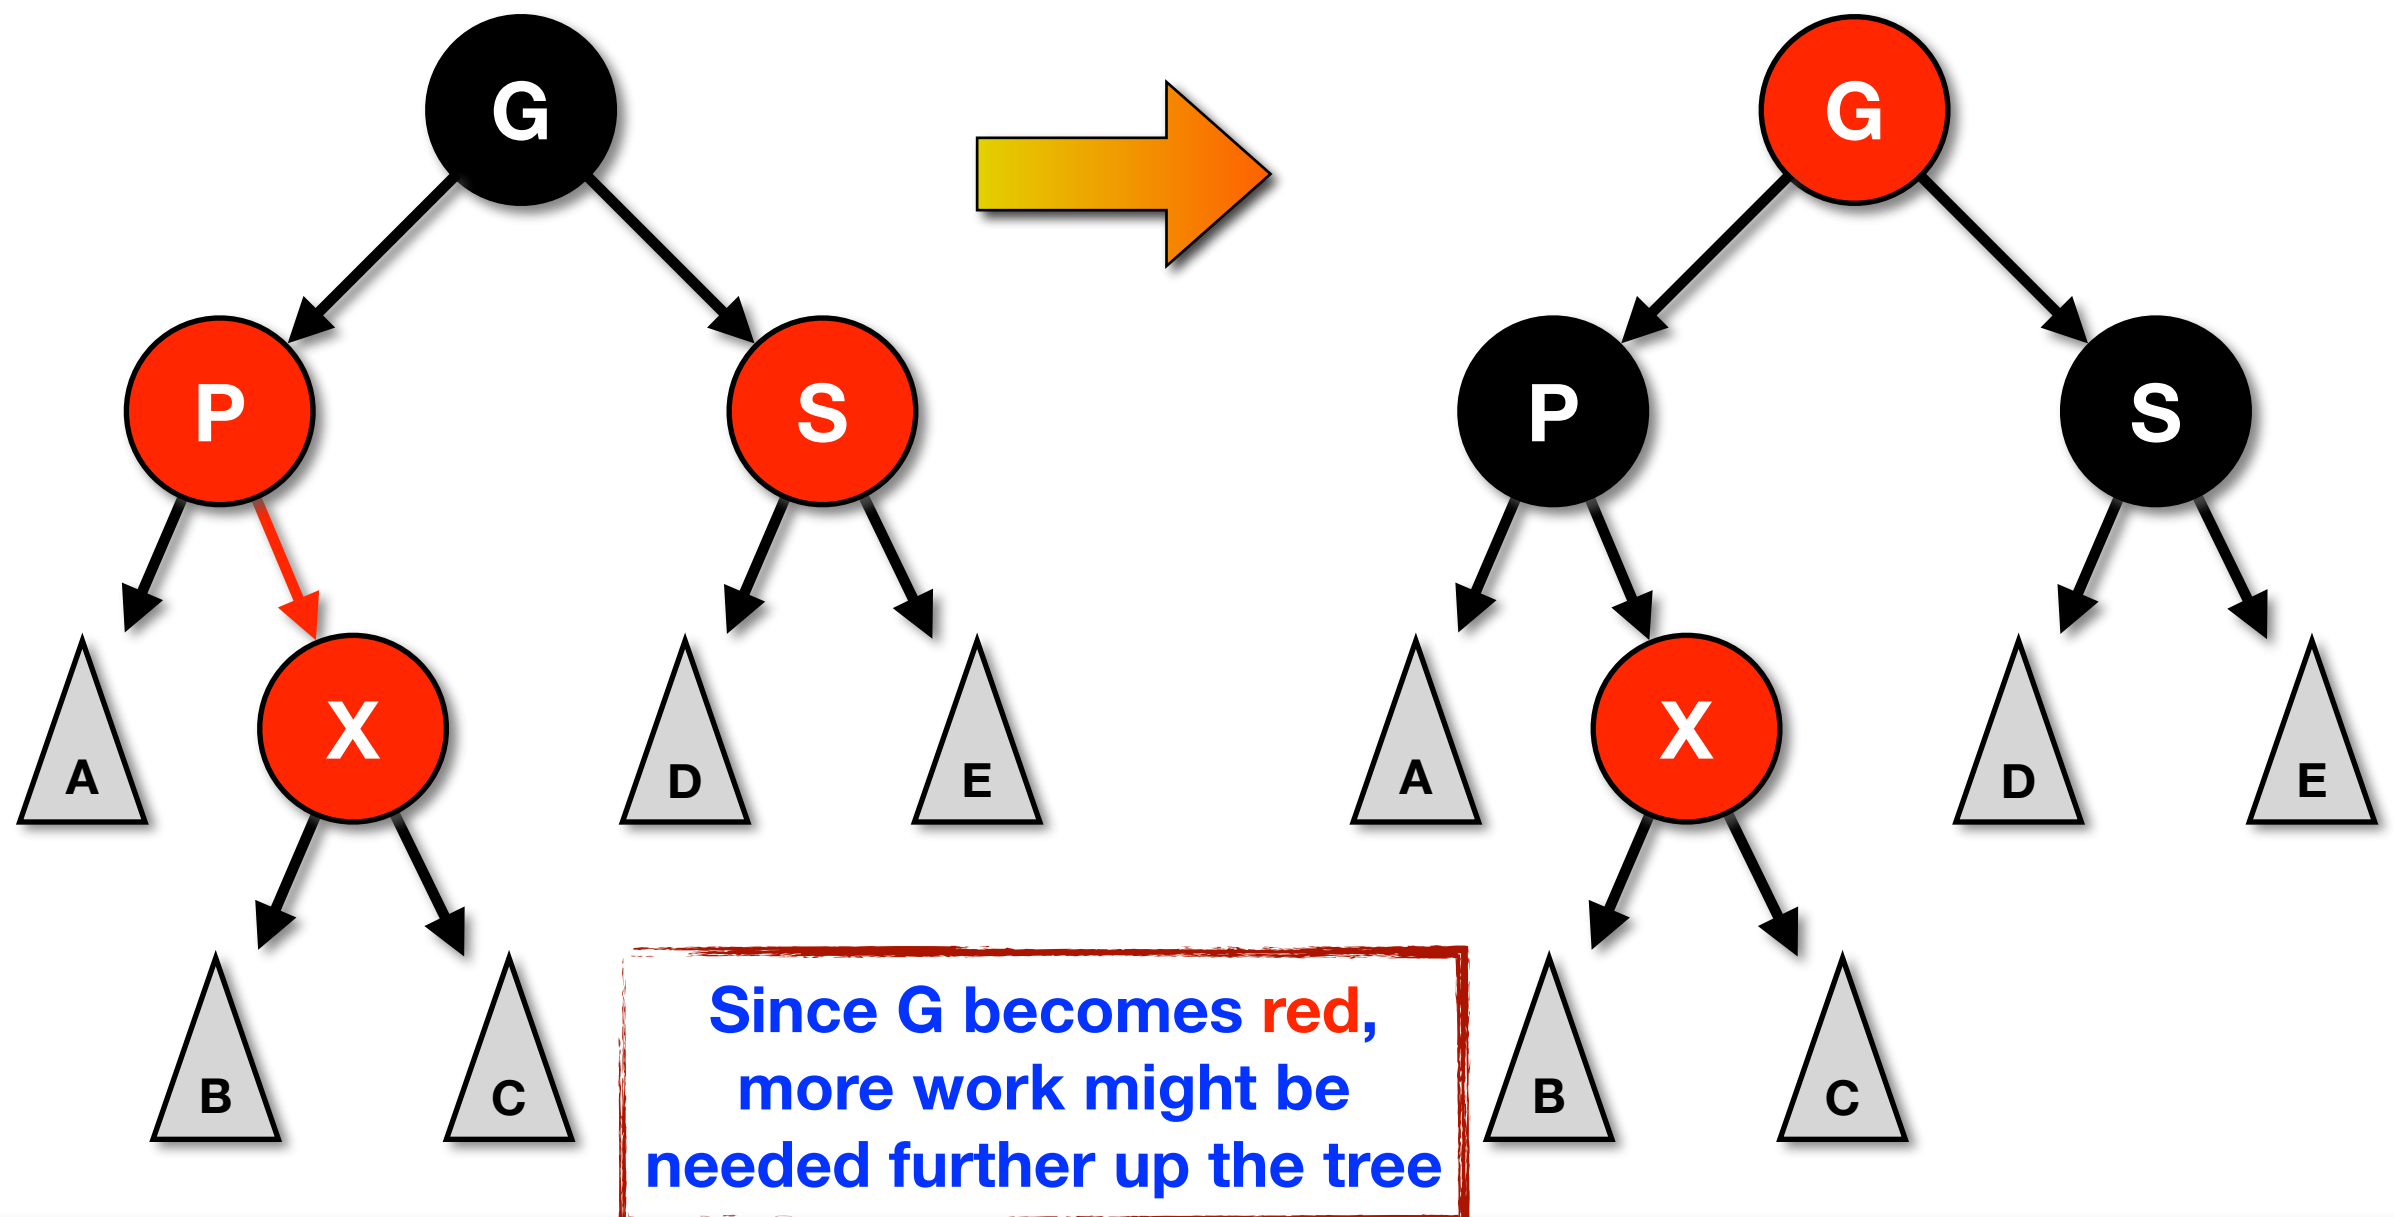 G
G
P
S
P
S
A
X
D
E
A
X
D
E
B
C
B
C
Since G becomes red,
more work might be
needed further up the tree